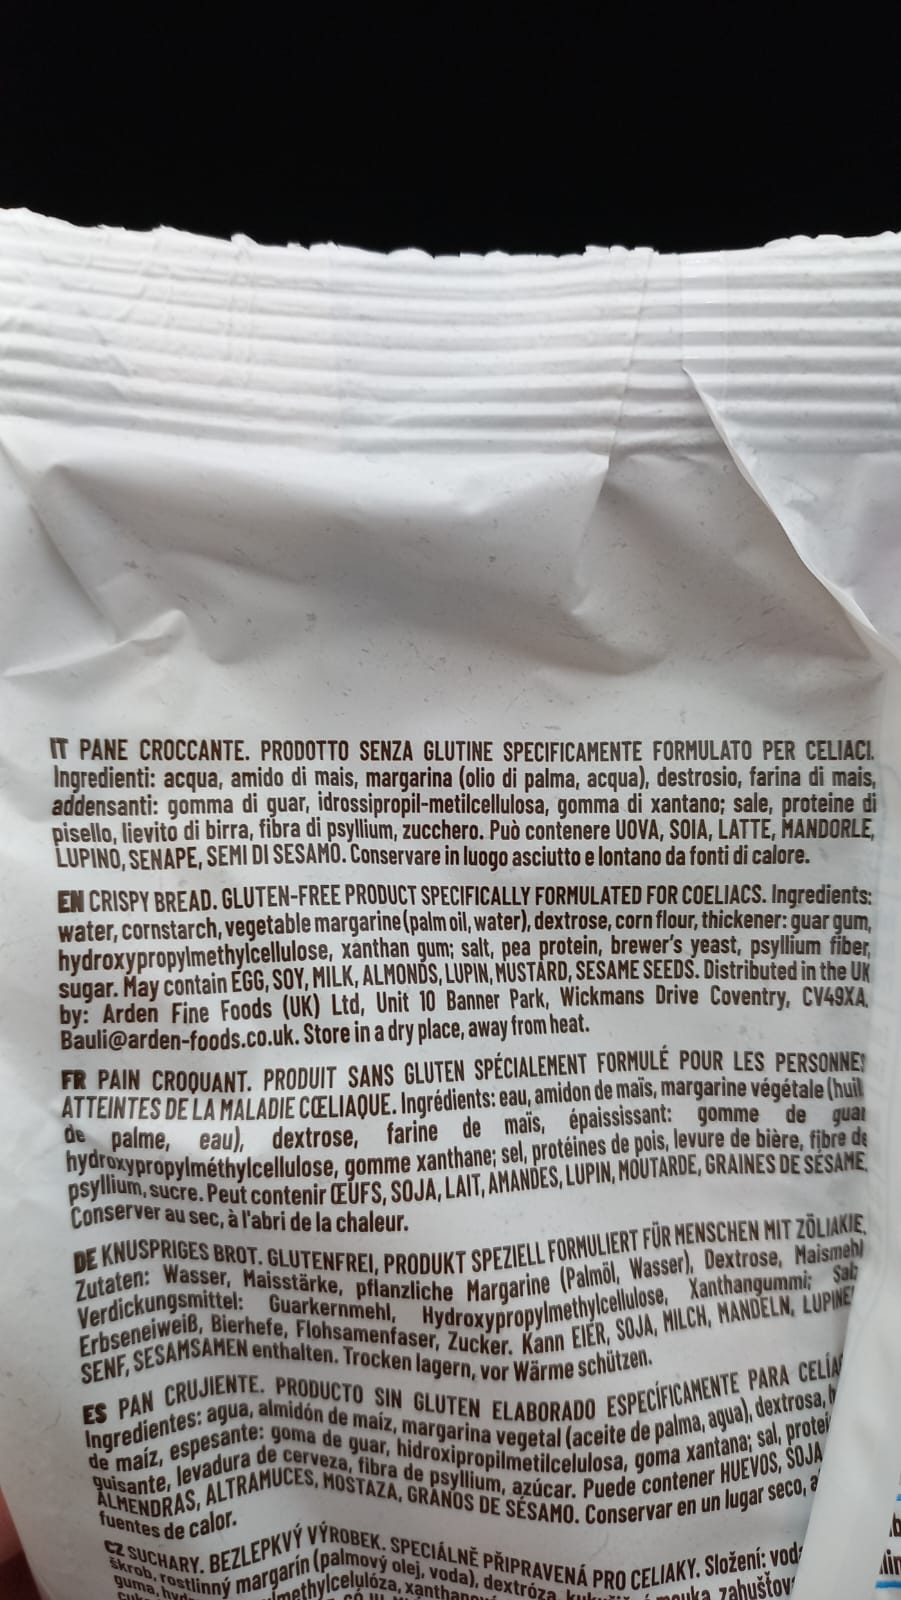 IT PANE CROCCANTE. PRODOTTO SENZA GLUTINE SPECIFICAMENTE FORMULATO PER CELIACI.
Ingredienti: acqua, amido di mais, margarina (olio di palma, acqua), destrosio, farina di mais,
addensanti: gomma di guar, idrossipropil-metilcellulosa, gomma di xantano; sale, proteine di
pisello, lievito di birra, fibra di psyllium, zucchero. Può contenere UOVA, SOIA, LATTE, MANDORLE,
LUPINO, SENAPE, SEMI DI SESAMO. Conservare in luogo asciutto e lontano da fonti di calore.
EN CRISPY BREAD. GLUTEN-FREE PRODUCT SPECIFICALLY FORMULATED FOR COELIACS. Ingredients:
water, cornstarch, vegetable margarine (palm oil, water), dextrose, corn flour, thickener: guar gum,
hydroxypropylmethylcellulose, xanthan gum; salt, pea protein, brewer's yeast, psyllium fiber,
sugar. May contain EGG, SOY, MILK, ALMONDS, LUPIN, MUSTARD, SESAME SEEDS. Distributed in the UK
by: Arden Fine Foods (UK) Ltd, Unit 10 Banner Park, Wickmans Drive Coventry, CV49XA.
Bauli@arden-foods.co.uk. Store in a dry place, away from heat.
FR PAIN CROQUANT. PRODUIT SANS GLUTEN SPÉCIALEMENT FORMULÉ POUR LES PERSONNES
ATTEINTES DE LA MALADIE CŒLIAQUE. Ingrédients: eau, amidon de maïs, margarine végétale (huil
de palme, eau), dextrose, farine de maïs, épaississant: gomme de guar
hydroxypropylméthylcellulose, gomme xanthane; sel, protéines de pois, levure de bière, fibre de
psyllium, sucre. Peut contenir ŒUFS, SOJA, LAIT, AMANDES, LUPIN, MOUTARDE, GRAINES DE SÉSAME.
Conserver au sec, à l'abri de la chaleur.
DE KNUSPRIGES BROT. GLUTENFREI, PRODUKT SPEZIELL FORMULIERT FÜR MENSCHEN MIT ZÖLIAKIE.
Zutaten: Wasser, Maisstärke, pflanzliche Margarine (Palmöl, Wasser), Dextrose, Maismehl
Verdickungsmittel: Guarkernmehl, Hydroxypropylmethylcellulose, Xanthangummi; Salz
Erbseneiweiß, Bierhefe, Flohsamenfaser, Zucker. Kann EIER, SOJA, MILCH, MANDELN, LUPINE
SENF, SESAMSAMEN enthalten. Trocken lagern, vor Wärme schützen.
ES PAN CRUJIENTE. PRODUCTO SIN GLUTEN ELABORADO ESPECÍFICAMENTE PARA CELÍA
Ingredientes: agua, almidón de maíz, margarina vegetal (aceite de palma, agua), dextrosa,
de maíz, espesante: goma de guar, hidroxipropilmetilcelulosa, goma xantana; sal, protei
guisante, levadura de cerveza, fibra de psyllium, azúcar. Puede contener HUEVOS, SOJA
ALMENDRAS, ALTRAMUCES, MOSTAZA, GRANOS DE SÉSAMO. Conservar en un lugar seco, a
fuentes de calor.
CZ SUCHARY. BEZLEPKVÝ VÝROBEK. SPECIÁLNĚ PŘIPRAVENÁ PRO CELIAKY. Složení: voda
škrob, rostlinný margarín (palmový olej, voda), dextróza, mouka zahušťov
guma,